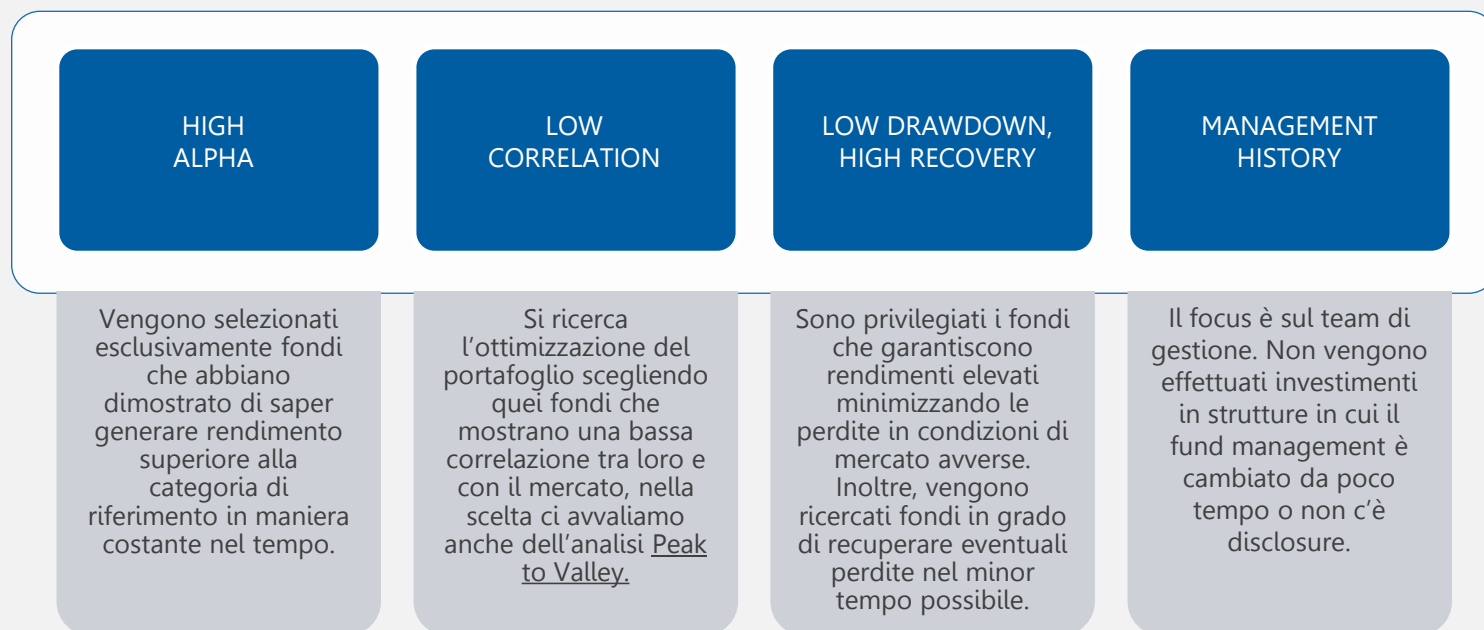 HIGH
ALPHA
LOW
CORRELATION
LOW DRAWDOWN,
HIGH RECOVERY
MANAGEMENT
HISTORY
Vengono selezionati
esclusivamente fondi
che abbiano
dimostrato di saper
generare rendimento
superiore alla
categoria di
riferimento in maniera
costante nel tempo.
Si ricerca
l’ottimizzazione del
portafoglio scegliendo
quei fondi che
mostrano una bassa
correlazione tra loro e
con il mercato, nella
scelta ci avvaliamo
anche dell’analisi Peak
to Valley.
Sono privilegiati i fondi
che garantiscono
rendimenti elevati
minimizzando le
perdite in condizioni di
mercato avverse.
Inoltre, vengono
ricercati fondi in grado
di recuperare eventuali
perdite nel minor
tempo possibile.
Il focus è sul team di
gestione. Non vengono
effettuati investimenti
in strutture in cui il
fund management è
cambiato da poco
tempo o non c’è
disclosure.